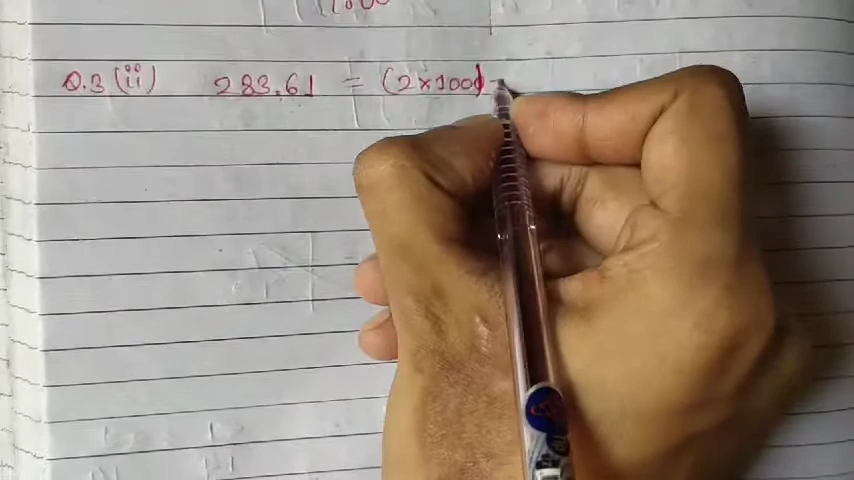 Q.3 (ii) 283.61 = (2×100) -